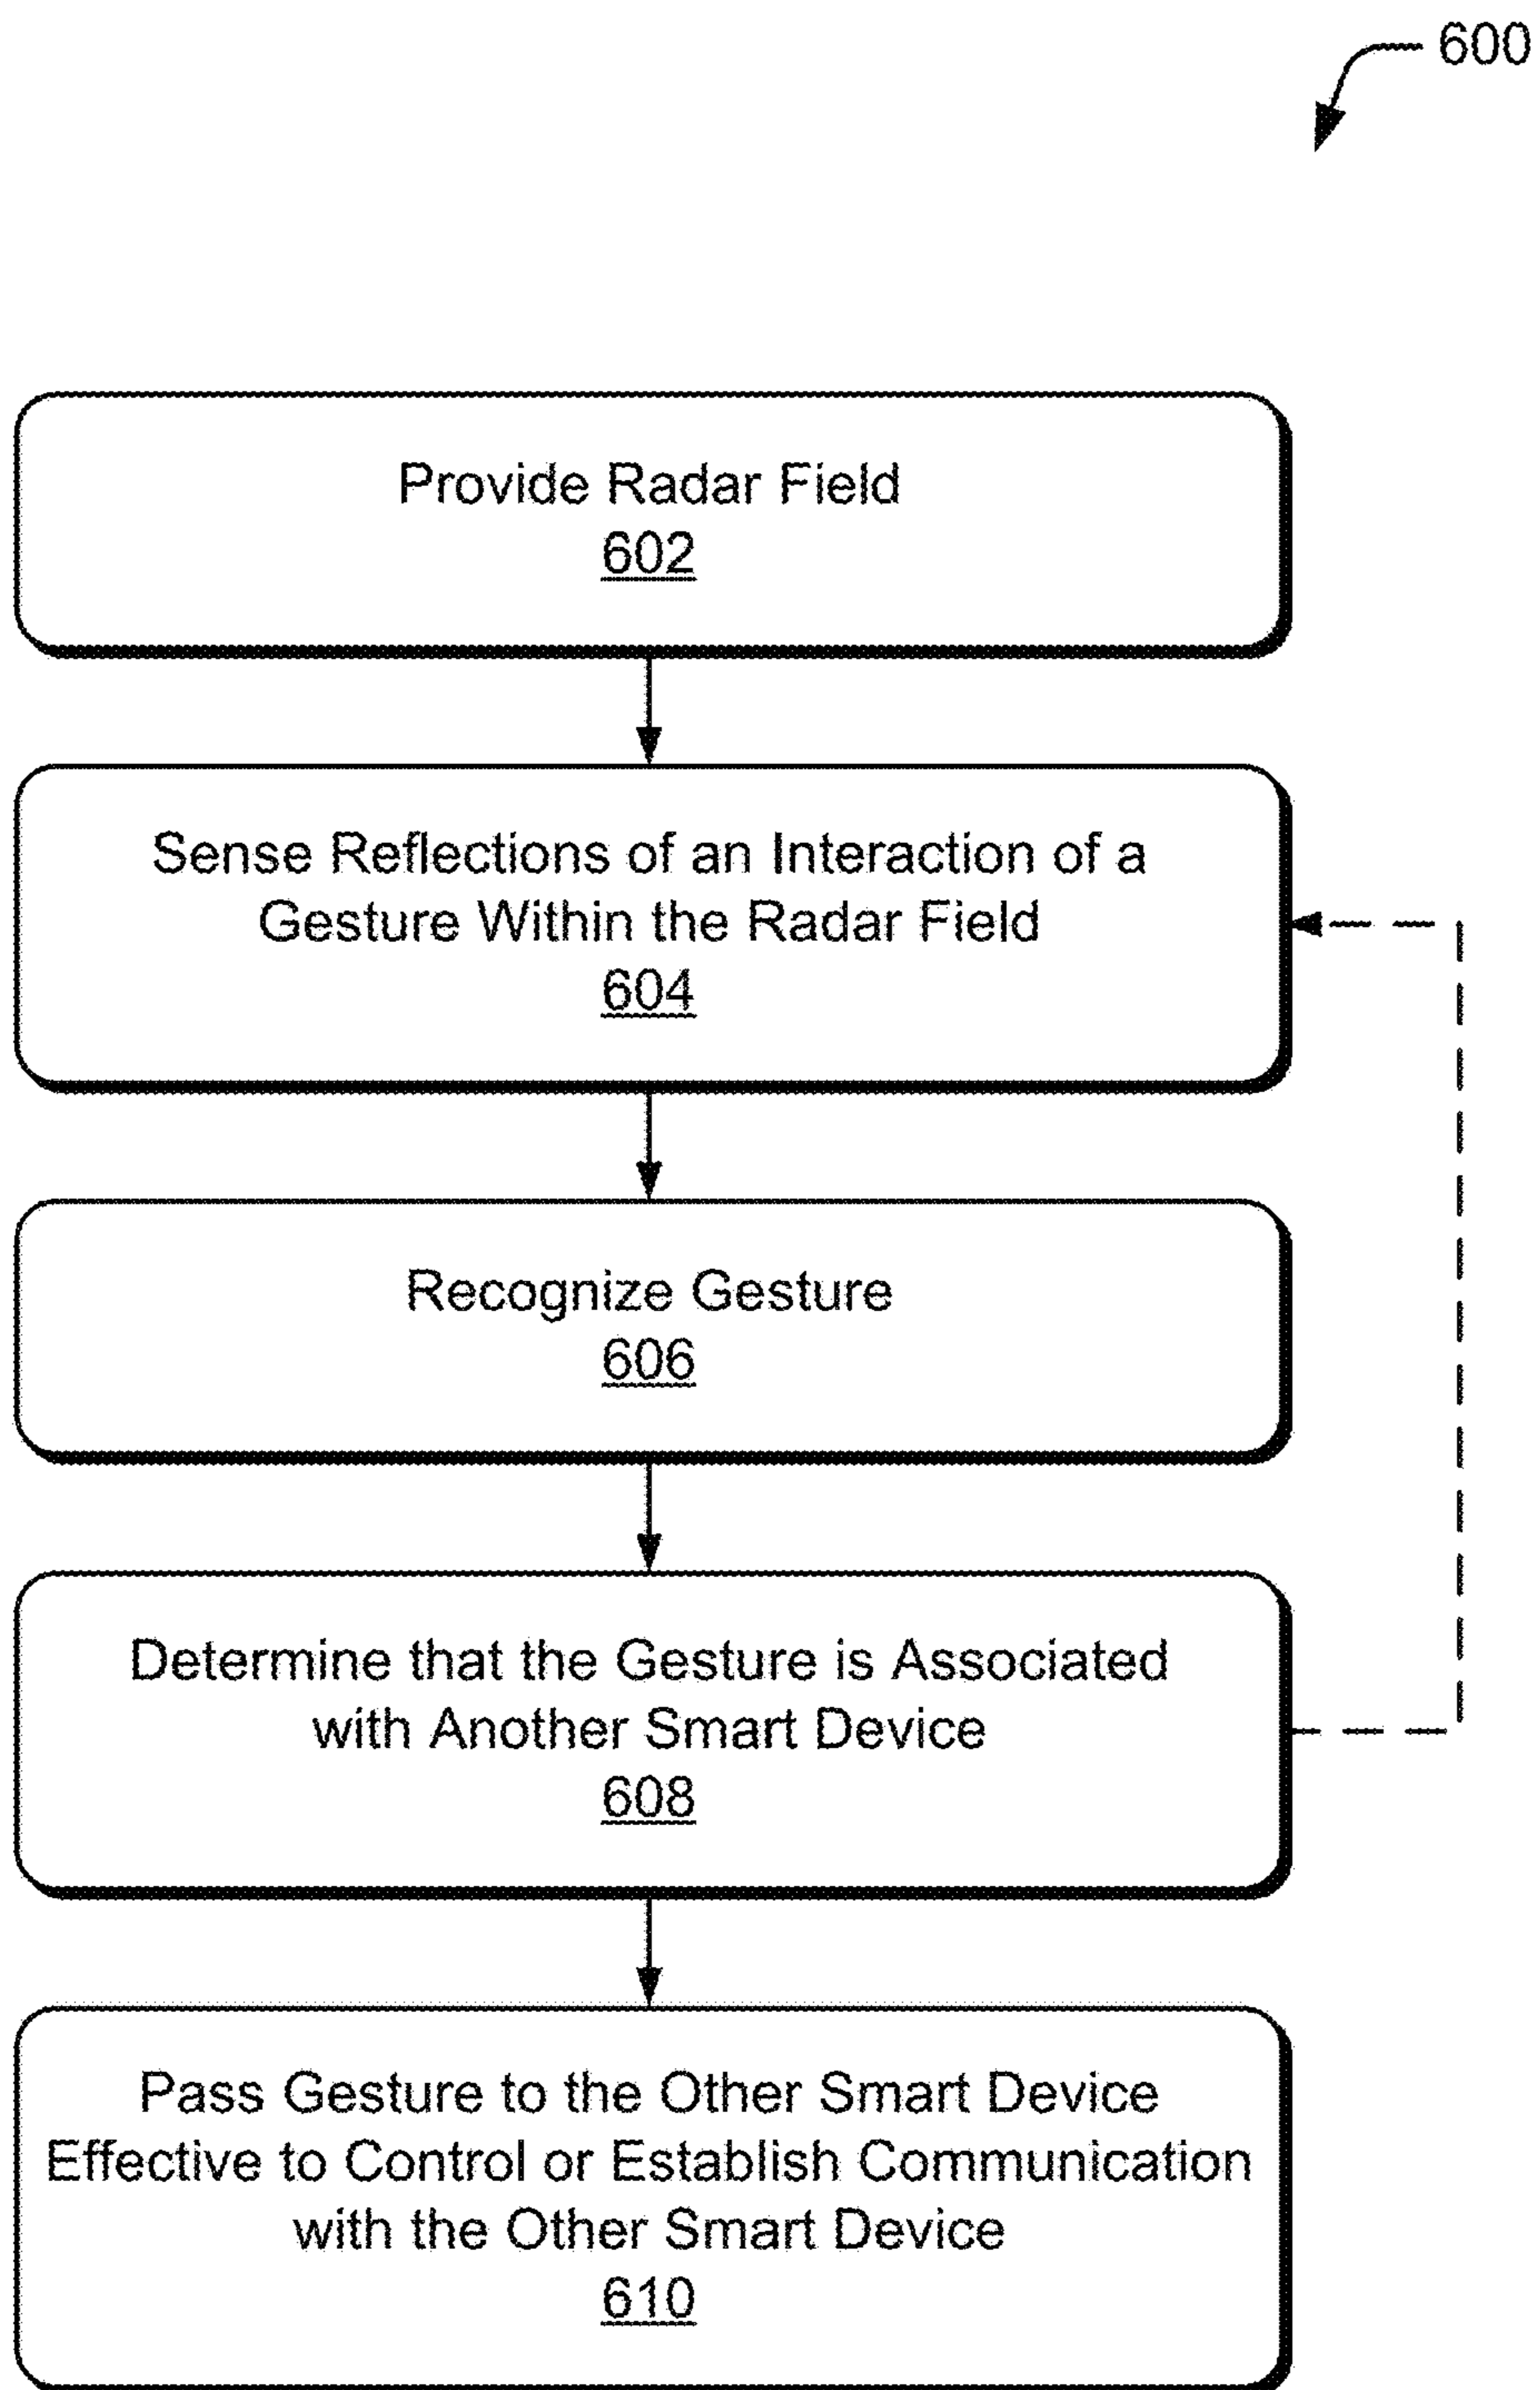 600
Provide Radar Field
602
Sense Reflections of an Interaction of a
Gesture Within the Radar Field
604
Recognize Gesture
606
Determine that the Gesture is Associated
with Another Smart Device
608
Pass Gesture to the Other Smart Device
Effective to Control or Establish Communication
with the Other Smart Device
610